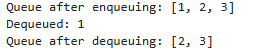 Queue after enqueuing: [1, 2, 3]
Dequeued: 1
Queue after dequeuing: [2, 3]